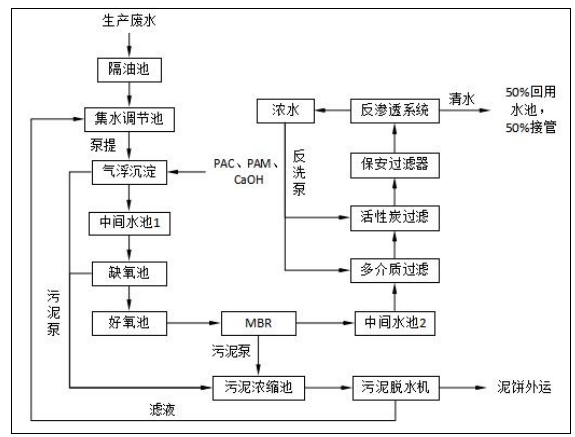 生产废水
隔油池
集水调节池
泵提
气浮沉淀
PAC、PAM、
CaOH
中间水池1
缺氧池
好氧池
污泥泵
MBR
污泥泵
中间水池2
多介质过滤
活性炭过滤
保安过滤器
反渗透系统
浓水
反洗泵
清水
50%回用
水池，
50%接管
污泥浓缩池
污泥脱水机
泥饼外运
滤液